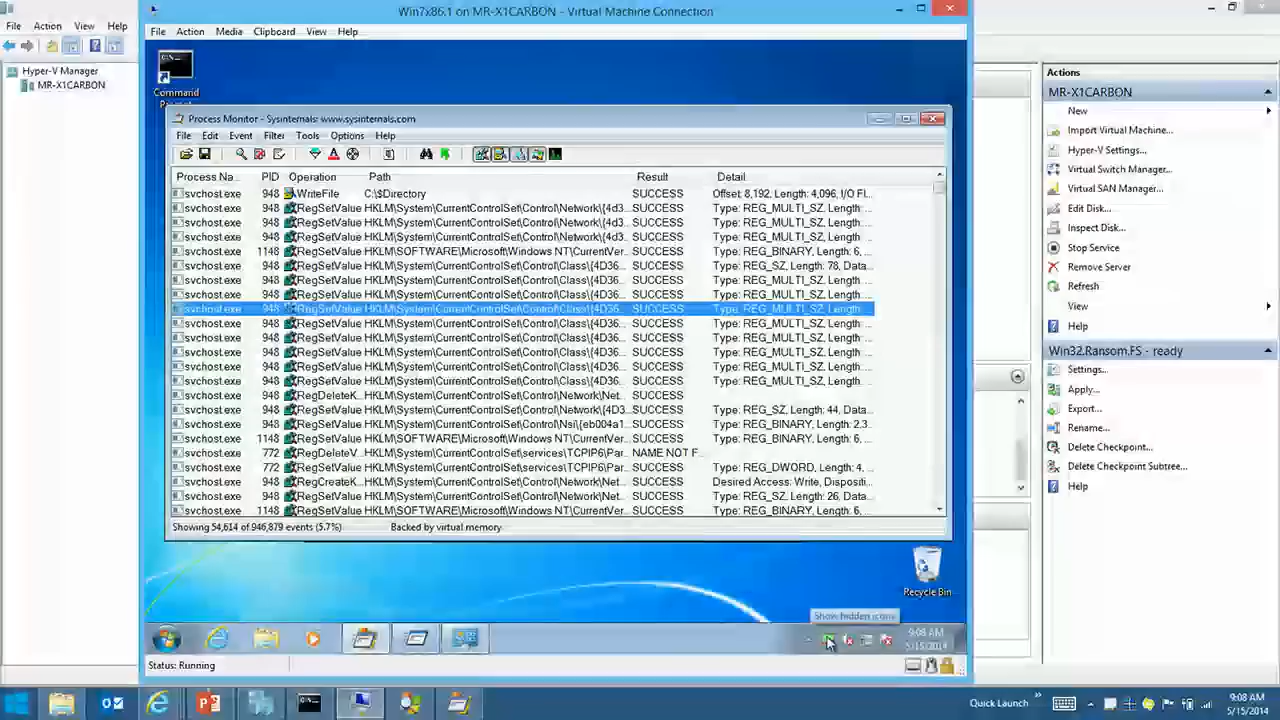 Win7x86.1 on MR-X1CARBON - Virtual Machine Connection
File Action View Help
File Action Media Clipboard View Help
Hyper-V Manager
MR-X1CARBON
Command
Process Monitor - Sysinternals: www.sysinternals.com
File Edit Event Filter Tools Options Help
Process Na... PID Operation Path Result Detail
svchost.exe 948 WriteFile C:\$Directory SUCCESS Offset: 8,192, Length: 4,096, I/O Fl...
svchost.exe 948 RegSetValue HKLM\System\CurrentControlSet\Control\Network\{4d3... SUCCESS Type: REG_MULTI_SZ, Length: ...
svchost.exe 948 RegSetValue HKLM\System\CurrentControlSet\Control\Network\{4d3... SUCCESS Type: REG_MULTI_SZ, Length: ...
svchost.exe 948 RegSetValue HKLM\System\CurrentControlSet\Control\Network\{4d3... SUCCESS Type: REG_MULTI_SZ, Length: ...
svchost.exe 1148 RegSetValue HKLM\SOFTWARE\Microsoft\Windows NT\CurrentVer... SUCCESS Type: REG_BINARY, Length: 6, ...
svchost.exe 948 RegSetValue HKLM\System\CurrentControlSet\Control\Class\{4D36... SUCCESS Type: REG_SZ, Length: 78, Data...
svchost.exe 948 RegSetValue HKLM\System\CurrentControlSet\Control\Class\{4D36... SUCCESS Type: REG_MULTI_SZ, Length: ...
svchost.exe 948 RegSetValue HKLM\System\CurrentControlSet\Control\Class\{4D36... SUCCESS Type: REG_MULTI_SZ, Length: ...
svchost.exe 948 RegSetValue HKLM\System\CurrentControlSet\Control\Class\{4D36... SUCCESS Type: REG_MULTI_SZ, Length: ...
svchost.exe 948 RegSetValue HKLM\System\CurrentControlSet\Control\Class\{4D36... SUCCESS Type: REG_MULTI_SZ, Length: ...
svchost.exe 948 RegSetValue HKLM\System\CurrentControlSet\Control\Class\{4D36... SUCCESS Type: REG_MULTI_SZ, Length: ...
svchost.exe 948 RegSetValue HKLM\System\CurrentControlSet\Control\Class\{4D36... SUCCESS Type: REG_MULTI_SZ, Length: ...
svchost.exe 948 RegSetValue HKLM\System\CurrentControlSet\Control\Class\{4D36... SUCCESS Type: REG_MULTI_SZ, Length: ...
svchost.exe 948 RegSetValue HKLM\System\CurrentControlSet\Control\Class\{4D36... SUCCESS Type: REG_MULTI_SZ, Length: ...
svchost.exe 948 RegDeleteK... HKLM\System\CurrentControlSet\Control\Network\Net... SUCCESS
svchost.exe 948 RegSetValue HKLM\System\CurrentControlSet\Control\Network\{4D3... SUCCESS Type: REG_SZ, Length: 44, Data...
svchost.exe 948 RegSetValue HKLM\System\CurrentControlSet\Control\Nsi\{eb004a1... SUCCESS Type: REG_BINARY, Length: 2,3...
svchost.exe 1148 RegSetValue HKLM\SOFTWARE\Microsoft\Windows NT\CurrentVer... SUCCESS Type: REG_BINARY, Length: 6, ...
svchost.exe 772 RegDeleteV... HKLM\System\CurrentControlSet\services\TCPIP6\Par... NAME NOT F...
svchost.exe 772 RegSetValue HKLM\System\CurrentControlSet\services\TCPIP6\Par... SUCCESS Type: REG_DWORD, Length: 4, ...
svchost.exe 948 RegCreateK... HKLM\System\CurrentControlSet\Control\Network\Net... SUCCESS Desired Access: Write, Dispositi...
svchost.exe 948 RegSetValue HKLM\System\CurrentControlSet\Control\Network\Net... SUCCESS Type: REG_SZ, Length: 26, Data...
svchost.exe 1148 RegSetValue HKLM\SOFTWARE\Microsoft\Windows NT\CurrentVer... SUCCESS Type: REG_BINARY, Length: 6, ...
Showing 54,614 of 946,879 events (5.7%) Backed by virtual memory
Recycle Bin
Show hidden icons
9:08 AM
5/15/2014
Status: Running
Actions
MR-X1CARBON
New
Import Virtual Machine...
Hyper-V Settings...
Virtual Switch Manager...
Virtual SAN Manager...
Edit Disk...
Inspect Disk...
Stop Service
Remove Server
Refresh
View
Help
Win32.Ransom.FS - ready
Settings...
Apply...
Export...
Rename...
Delete Checkpoint...
Delete Checkpoint Subtree...
Help
Quick Launch
9:08 AM
5/15/2014